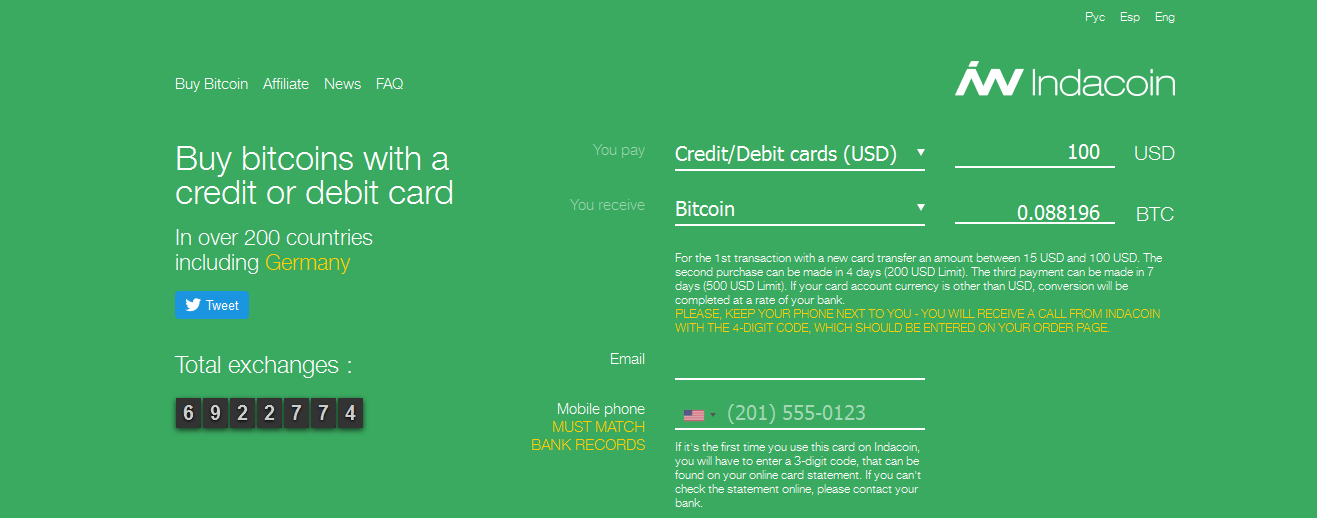 Рус Esp Eng
Buy Bitcoin Affiliate News FAQ
Indacoin
Buy bitcoins with a
credit or debit card
In over 200 countries
including Germany
Tweet
Total exchanges :
6922774
You pay
Credit/Debit cards (USD)
100 USD
You receive
Bitcoin
0.088196 BTC
For the 1st transaction with a new card transfer an amount between 15 USD and 100 USD. The
second purchase can be made in 4 days (200 USD Limit). The third payment can be made in 7
days (500 USD Limit). If your card account currency is other than USD, conversion will be
completed at a rate of your bank.
PLEASE, KEEP YOUR PHONE NEXT TO YOU - YOU WILL RECEIVE A CALL FROM INDACOIN
WITH THE 4-DIGIT CODE, WHICH SHOULD BE ENTERED ON YOUR ORDER PAGE.
Email
Mobile phone
MUST MATCH
BANK RECORDS
(201) 555-0123
If it's the first time you use this card on Indacoin,
you will have to enter a 3-digit code, that can be
found on your online card statement. If you can't
check the statement online, please contact your
bank.